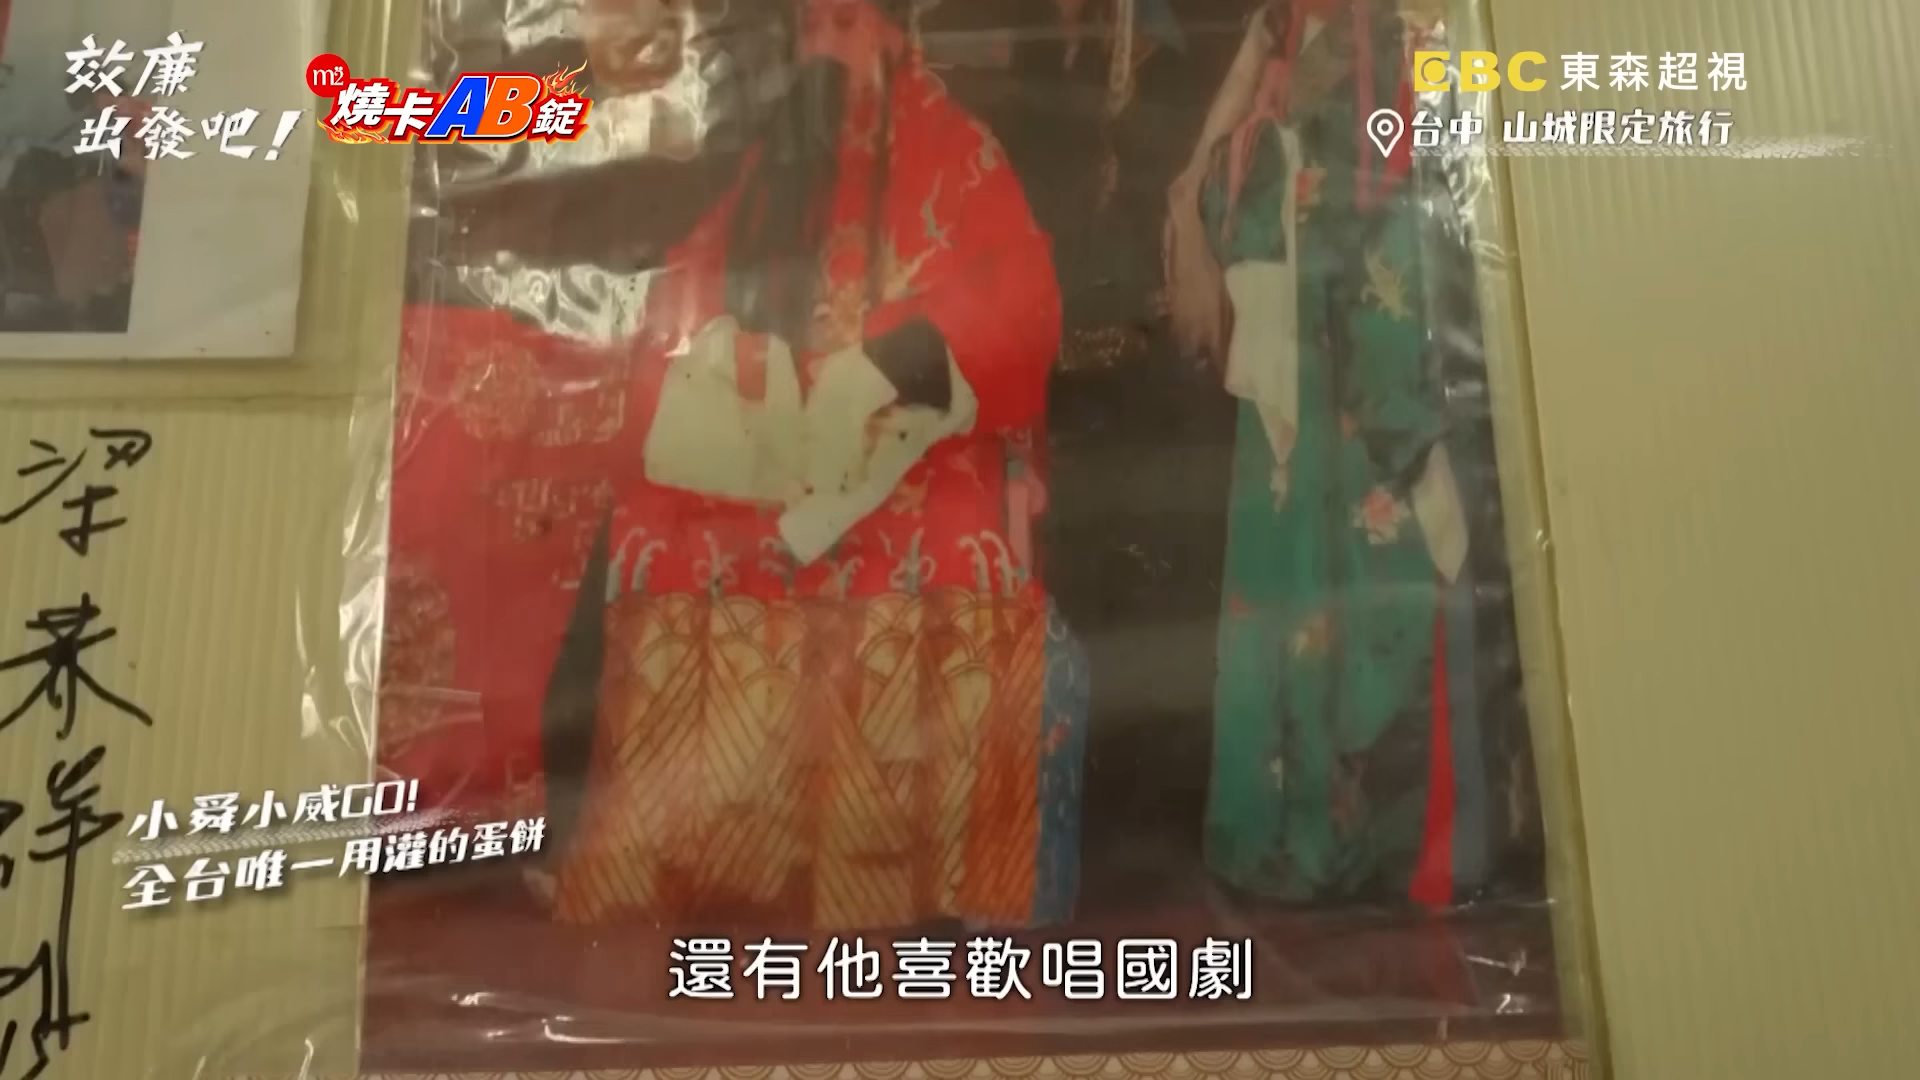 效廉
出發吧!
m2
燒卡AB錠
EBC 東森超視
台中 山城限定旅行
小舜小威GO!
全台唯一用灌的蛋餅
還有他喜歡唱國劇